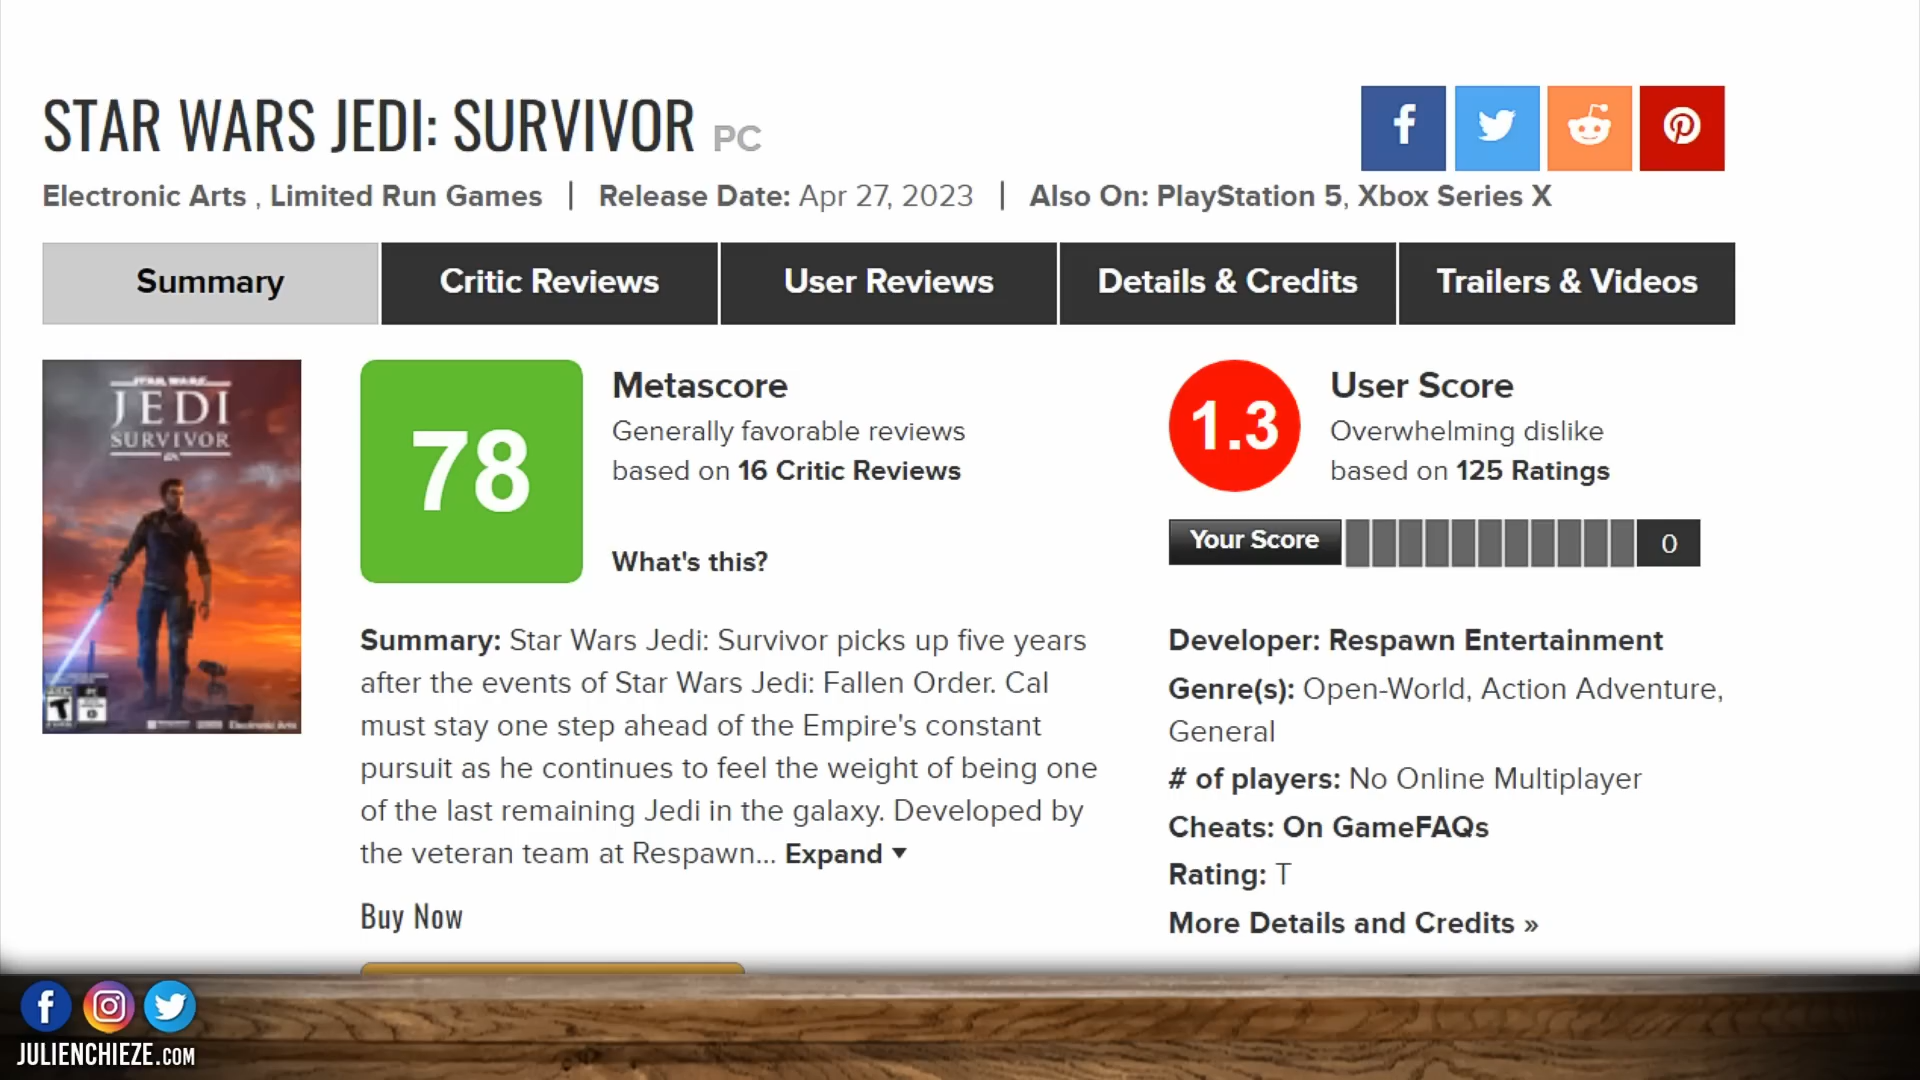 STAR WARS JEDI: SURVIVOR PC
Electronic Arts , Limited Run Games | Release Date: Apr 27, 2023 | Also On: PlayStation 5, Xbox Series X
Summary
Critic Reviews
User Reviews
Details & Credits
Trailers & Videos
STAR WARS
JEDI
SURVIVOR
78
Metascore
Generally favorable reviews
based on 16 Critic Reviews
What's this?
1.3
User Score
Overwhelming dislike
based on 125 Ratings
Your Score
0
Summary: Star Wars Jedi: Survivor picks up five years
after the events of Star Wars Jedi: Fallen Order. Cal
must stay one step ahead of the Empire's constant
pursuit as he continues to feel the weight of being one
of the last remaining Jedi in the galaxy. Developed by
the veteran team at Respawn... Expand
Buy Now
Developer: Respawn Entertainment
Genre(s): Open-World, Action Adventure,
General
# of players: No Online Multiplayer
Cheats: On GameFAQs
Rating: T
More Details and Credits »
JULIENCHIEZE.COM